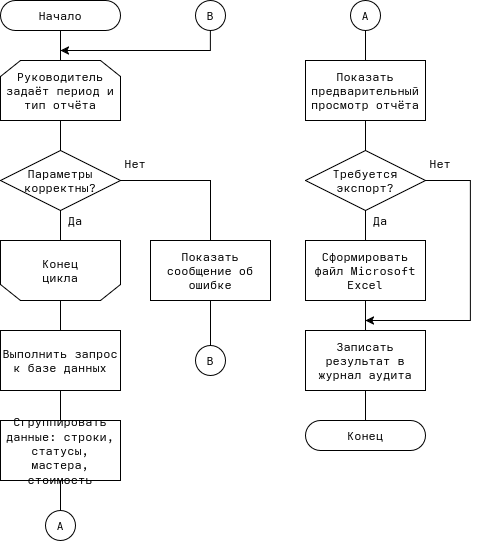 Начало
В
А
Руководитель
задаёт период и
тип отчёта
Показать
предварительный
просмотр отчёта
Параметры
корректны?
Нет
Да
Требуется
экспорт?
Нет
Да
Конец
цикла
Показать
сообщение об
ошибке
Сформировать
файл Microsoft
Excel
Выполнить запрос
к базе данных
В
Записать
результат в
журнал аудита
Сгруппировать
данные: строки,
статусы,
мастера,
стоимость
Конец
А